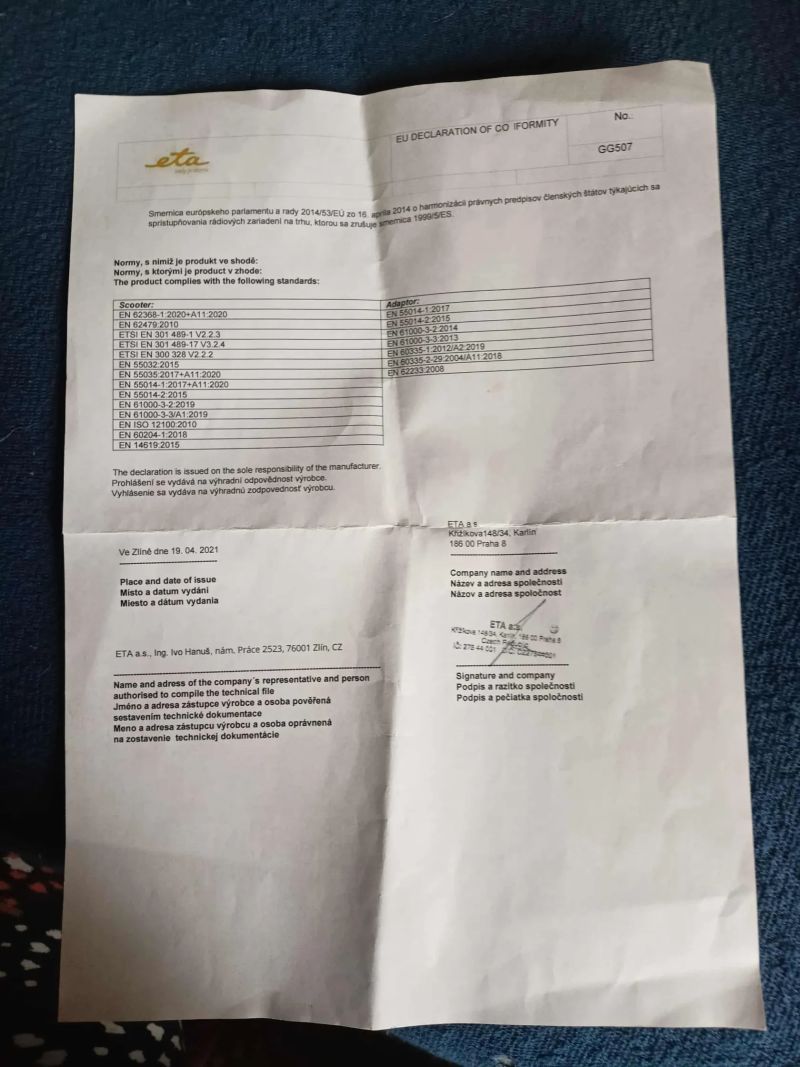 eta
EU DECLARATION OF CO IFORMITY
No.:
GG507
Smernica európskeho parlamentu a rady 2014/53/EÚ zo 16. apríla 2014 o harmonizácii právnych predpisov členských štátov týkajúcich sa
sprístupňovania rádiových zariadení na trhu, ktorou sa zrušuje smernica 1999/5/ES.
Normy, s nimiž je produkt ve shodě:
Normy, s ktorými je product v zhode:
The product complies with the following standards:
Scooter:
EN 62368-1:2020+A11:2020
EN 62479:2010
ETSI EN 301 489-1 V2.2.3
ETSI EN 301 489-17 V3.2.4
ETSI EN 300 328 V2.2.2
EN 55032:2015
EN 55035:2017+A11:2020
EN 55014-1:2017+A11:2020
EN 55014-2:2015
EN 61000-3-2:2019
EN 61000-3-3/A1:2019
EN ISO 12100:2010
EN 60204-1:2018
EN 14619:2015
Adaptor:
EN 55014-1:2017
EN 55014-2:2015
EN 61000-3-2:2014
EN 61000-3-3:2013
EN 60335-1:2012/A2:2019
EN 60335-2-29:2004/A11:2018
EN 62233:2008
The declaration is issued on the sole responsibility of the manufacturer.
Prohlášení se vydává na výhradní odpovědnost výrobce.
Vyhlásenie sa vydáva na výhradnú zodpovednosť výrobcu.
Ve Zlíně dne 19. 04. 2021
Place and date of issue
Místo a datum vydání
Miesto a dátum vydania
ETA a s
Křižíkova148/34, Karlín
186 00 Praha 8
Company name and address
Název a adresa společnosti
Názov a adresa spoločnost
ETA a.s., Ing. Ivo Hanuš, nám. Práce 2523, 76001 Zlín, CZ
Name and adress of the company´s representative and person
authorised to compile the technical file
Jméno a adresa zástupce výrobce a osoba pověřená
sestavením technické dokumentace
Meno a adresa zástupcu výrobcu a osoba oprávnená
na zostavenie technickej dokumentácie
ETA a.s.
Křižíkova 148/34, Karlín, 186 00 Praha 8
Czech
IČ: 276 44 001
Signature and company
Podpis a razítko společnosti
Podpis a pečiatka spoločnosti